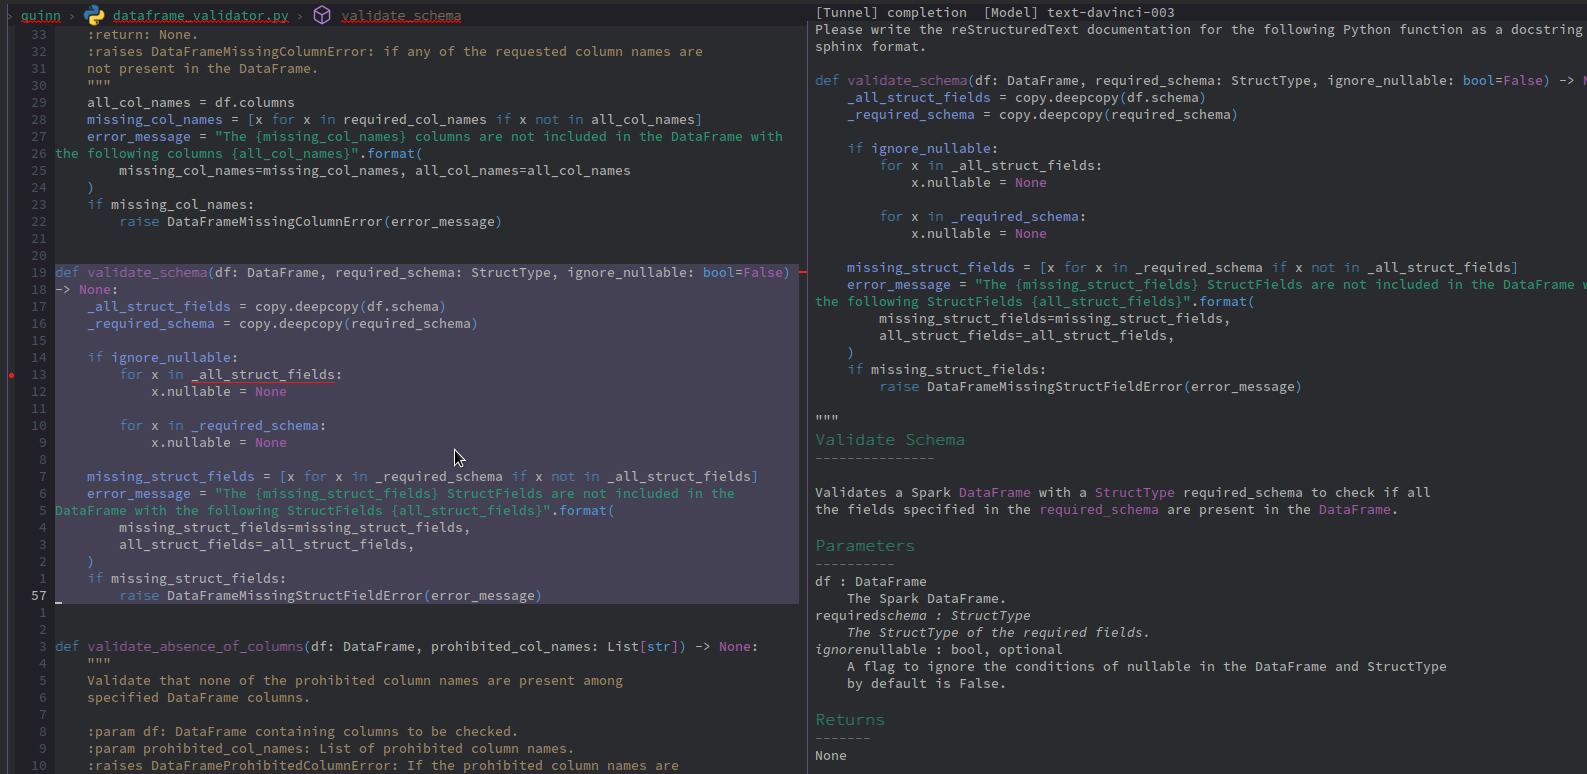 › quinn › dataframe_validator.py › validate_schema
33 :return: None.
32 :raises DataFrameMissingColumnError: if any of the requested column names are
31 not present in the DataFrame.
30 """
29 all_col_names = df.columns
28 missing_col_names = [x for x in required_col_names if x not in all_col_names]
27 error_message = "The {missing_col_names} columns are not included in the DataFrame with
26 the following columns {all_col_names}".format(
25 missing_col_names=missing_col_names, all_col_names=all_col_names
24 )
23 if missing_col_names:
22 raise DataFrameMissingColumnError(error_message)
21
20
19 def validate_schema(df: DataFrame, required_schema: StructType, ignore_nullable: bool=False)
18 -> None:
17 _all_struct_fields = copy.deepcopy(df.schema)
16 _required_schema = copy.deepcopy(required_schema)
15
14 if ignore_nullable:
13 for x in _all_struct_fields:
12 x.nullable = None
11
10 for x in _required_schema:
9 x.nullable = None
8
7 missing_struct_fields = [x for x in _required_schema if x not in _all_struct_fields]
6 error_message = "The {missing_struct_fields} StructFields are not included in the
5 DataFrame with the following StructFields {all_struct_fields}".format(
4 missing_struct_fields=missing_struct_fields,
3 all_struct_fields=_all_struct_fields,
2 )
1 if missing_struct_fields:
57 raise DataFrameMissingStructFieldError(error_message)
1
2
3 def validate_absence_of_columns(df: DataFrame, prohibited_col_names: List[str]) -> None:
4 """
5 Validate that none of the prohibited column names are present among
6 specified DataFrame columns.
7
8 :param df: DataFrame containing columns to be checked.
9 :param prohibited_col_names: List of prohibited column names.
10 :raises DataFrameProhibitedColumnError: If the prohibited column names are
[Tunnel] completion [Model] text-davinci-003
Please write the reStructuredText documentation for the following Python function as a docstring
sphinx format.
def validate_schema(df: DataFrame, required_schema: StructType, ignore_nullable: bool=False) ->
_all_struct_fields = copy.deepcopy(df.schema)
_required_schema = copy.deepcopy(required_schema)
if ignore_nullable:
for x in _all_struct_fields:
x.nullable = None
for x in _required_schema:
x.nullable = None
missing_struct_fields = [x for x in _required_schema if x not in _all_struct_fields]
error_message = "The {missing_struct_fields} StructFields are not included in the DataFrame
the following StructFields {all_struct_fields}".format(
missing_struct_fields=missing_struct_fields,
all_struct_fields=_all_struct_fields,
)
if missing_struct_fields:
raise DataFrameMissingStructFieldError(error_message)
"""
Validate Schema
---------------
Validates a Spark DataFrame with a StructType required_schema to check if all
the fields specified in the required_schema are present in the DataFrame.
Parameters
----------
df : DataFrame
The Spark DataFrame.
requiredschema : StructType
The StructType of the required fields.
ignorenullable : bool, optional
A flag to ignore the conditions of nullable in the DataFrame and StructType
by default is False.
Returns
-------
None